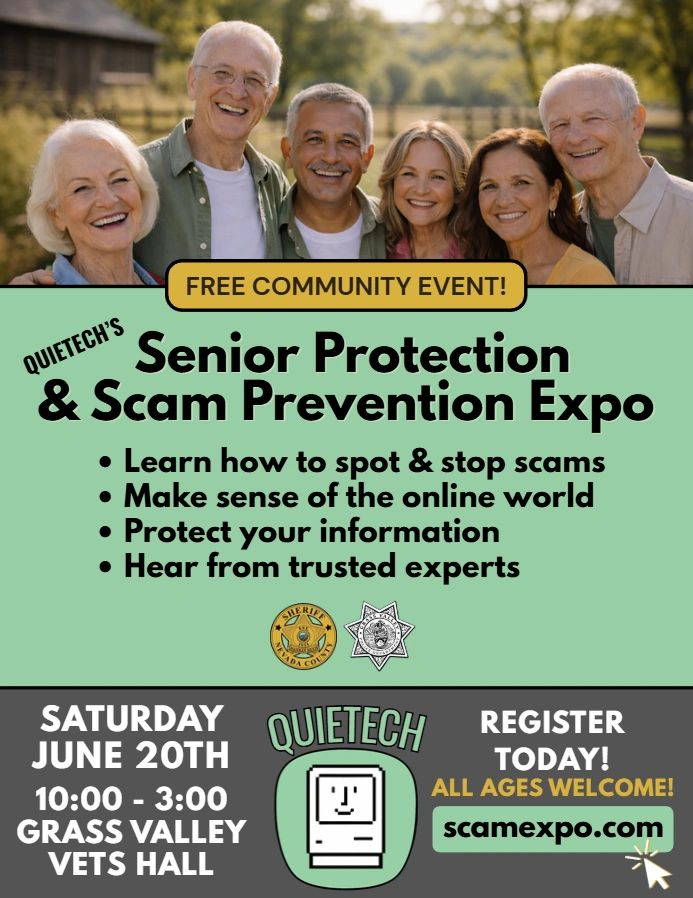 FREE COMMUNITY EVENT!
QUIETECH'S
Senior Protection
& Scam Prevention Expo
• Learn how to spot & stop scams
• Make sense of the online world
• Protect your information
• Hear from trusted experts
SHERIFF
NEVADA COUNTY
GRASS VALLEY
SATURDAY
JUNE 20TH
10:00 - 3:00
GRASS VALLEY
VETS HALL
QUIETECH
REGISTER
TODAY!
ALL AGES WELCOME!
scamexpo.com